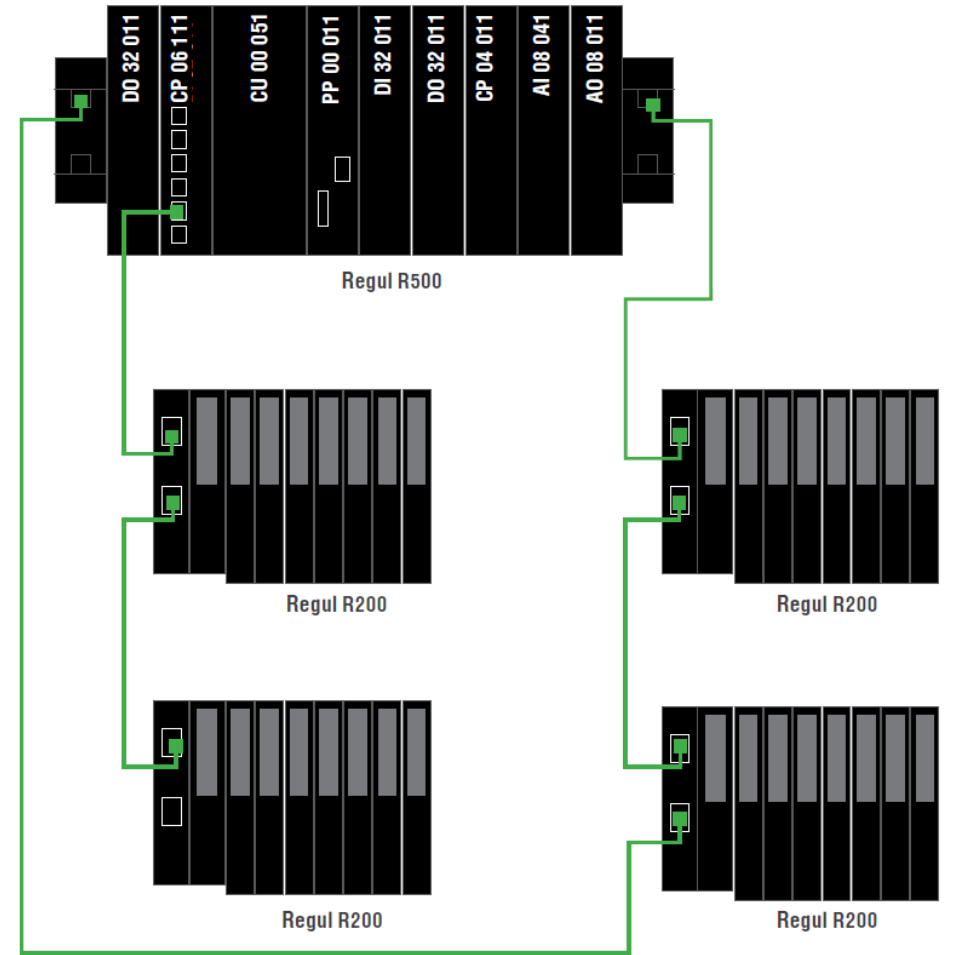 DO 32 011
CP 06 111
CU 00 051
PP 00 011
DI 32 011
DO 32 011
CP 04 011
AI 08 041
AO 08 011
Regul R500
Regul R200
Regul R200
Regul R200
Regul R200